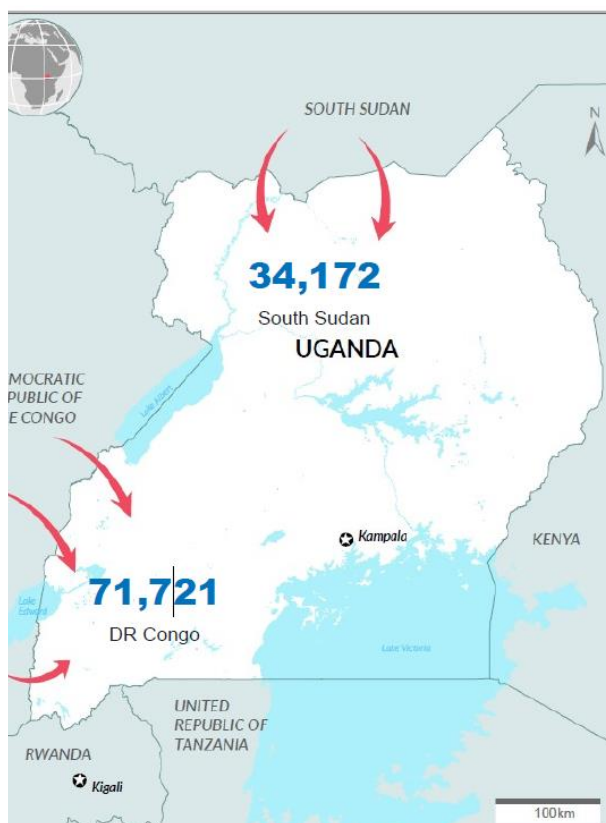 SOUTH SUDAN
N
34,172
South Sudan
UGANDA
MOCRATIC
PUBLIC OF
E CONGO
Lake Albert
Kampala
KENYA
71,721
DR Congo
Lake
Edward
Lake Victoria
UNITED
REPUBLIC OF
TANZANIA
RWANDA
Kigali
100km